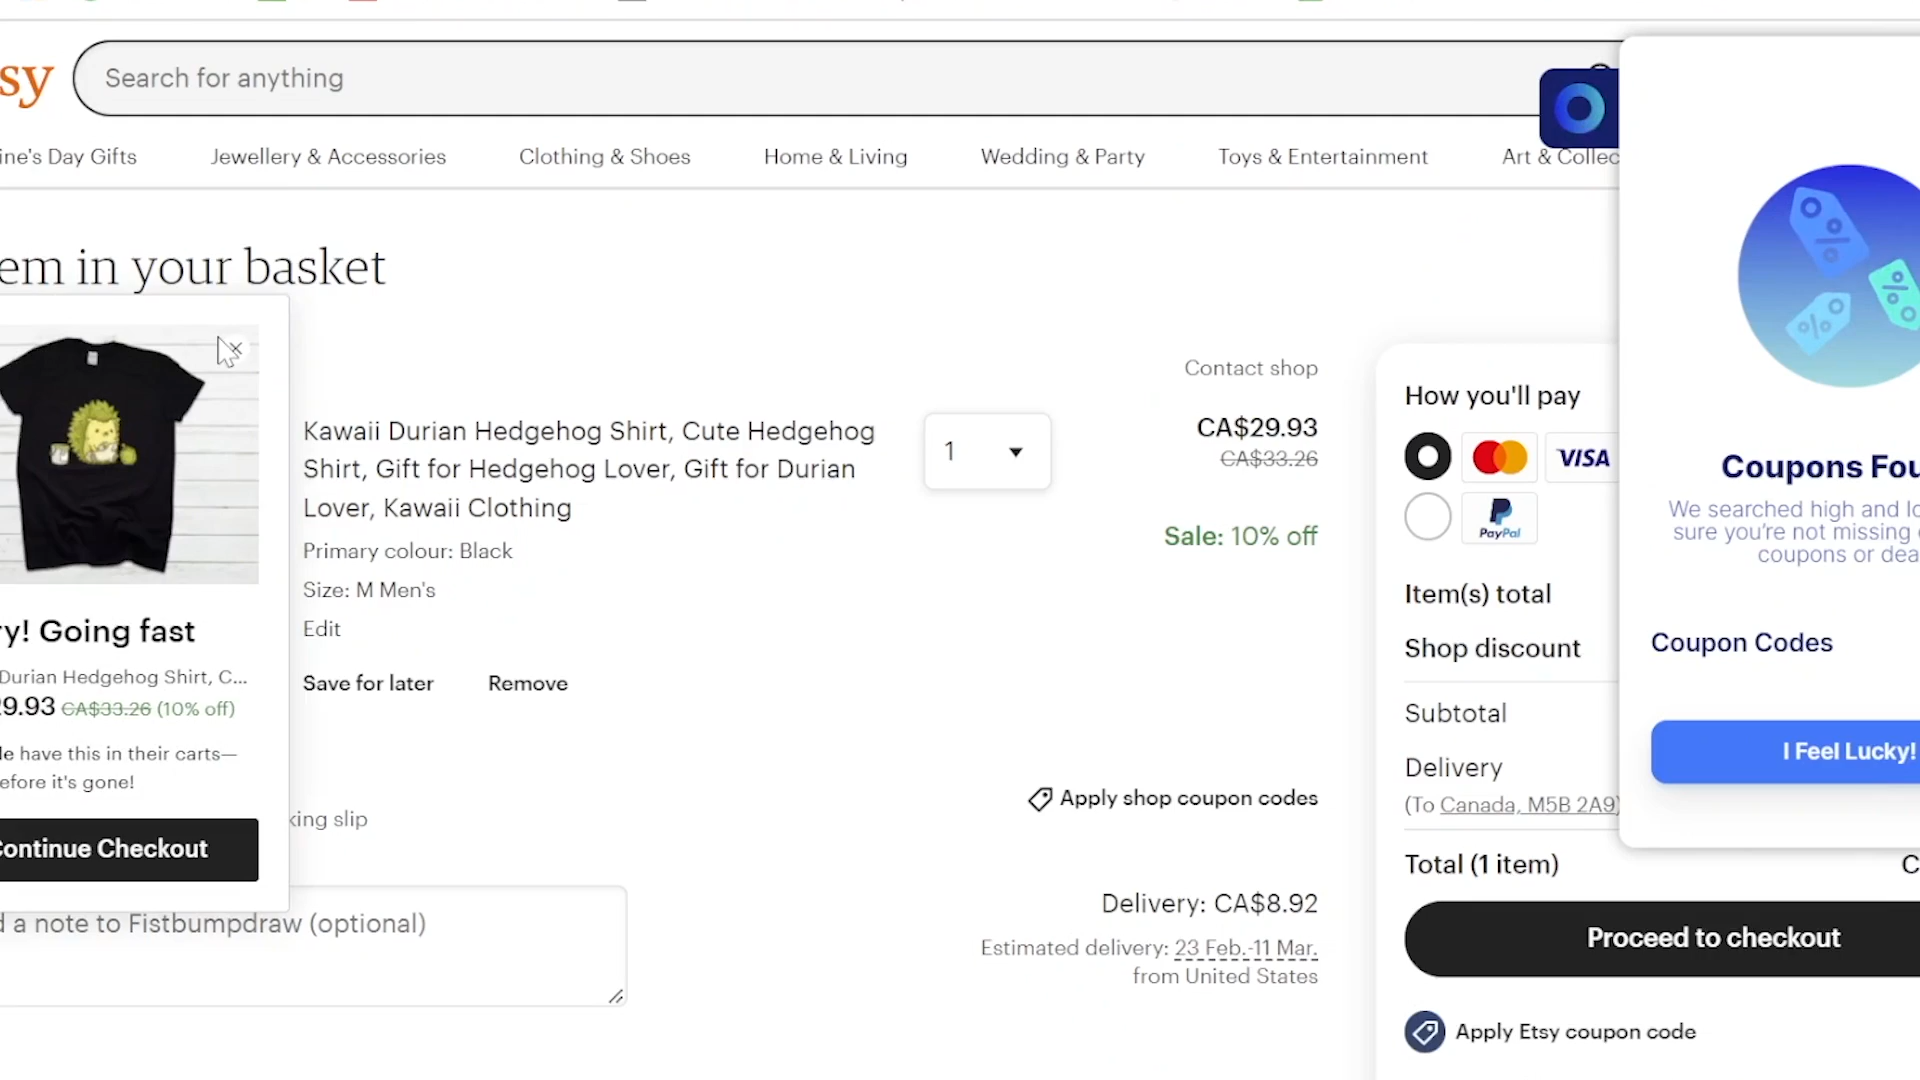 sy
Search for anything
ine's Day Gifts
Jewellery & Accessories
Clothing & Shoes
Home & Living
Wedding & Party
Toys & Entertainment
Art & Collec
em in your basket
ry! Going fast
Durian Hedgehog Shirt, C...
29.93 CA$33.26 (10% off)
le have this in their carts—
efore it's gone!
Continue Checkout
Contact shop
Kawaii Durian Hedgehog Shirt, Cute Hedgehog
Shirt, Gift for Hedgehog Lover, Gift for Durian
Lover, Kawaii Clothing
Primary colour: Black
Size: M Men's
Edit
Save for later
Remove
1
CA$29.93
CA$33.26
Sale: 10% off
king slip
Apply shop coupon codes
d a note to Fistbumpdraw (optional)
Delivery: CA$8.92
Estimated delivery: 23 Feb.-11 Mar.
from United States
How you'll pay
VISA
PayPal
Item(s) total
Shop discount
Subtotal
Delivery
(To Canada, M5B 2A9)
Total (1 item)
C
Proceed to checkout
Apply Etsy coupon code
Coupons Fou
We searched high and lo
sure you're not missing
coupons or dea
Coupon Codes
I Feel Lucky!